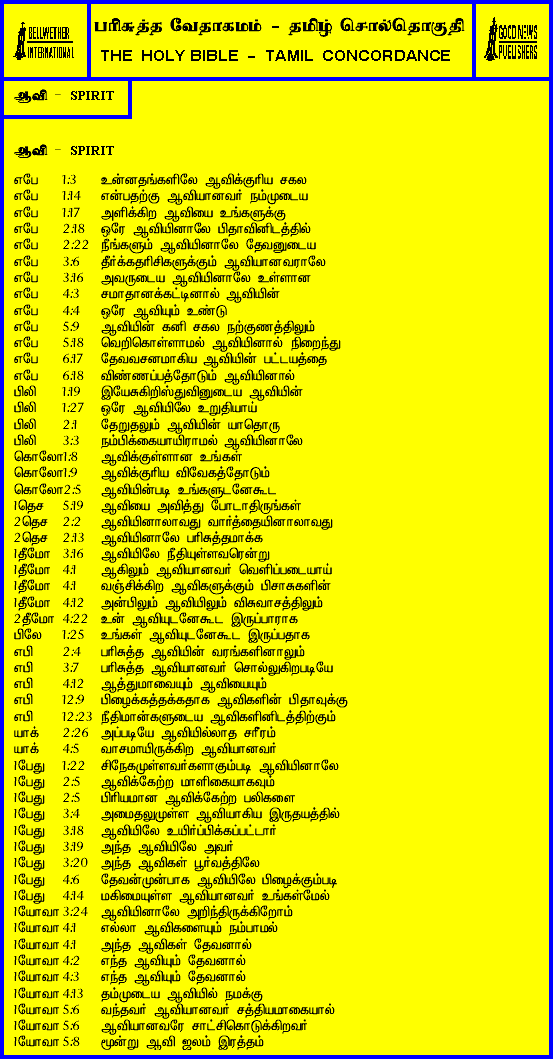 BELLWETHER INTERNATIONAL
பரிசுத்த வேதாகமம் - தமிழ் சொல்தொகுதி
THE HOLY BIBLE - TAMIL CONCORDANCE
GOOD NEWS PUBLISHERS
ஆவி - SPIRIT
ஆவி - SPIRIT
எபே 1:3 உன்னதங்களிலே ஆவிக்குரிய சகல
எபே 1:14 என்பதற்கு ஆவியானவர் நம்முடைய
எபே 1:17 அளிக்கிற ஆவியை உங்களுக்கு
எபே 2:18 ஒரே ஆவியினாலே பிதாவினிடத்தில்
எபே 2:22 நீங்களும் ஆவியினாலே தேவனுடைய
எபே 3:6 தீர்க்கதரிசிகளுக்கும் ஆவியானவராலே
எபே 3:16 அவருடைய ஆவியினாலே உள்ளான
எபே 4:3 சமாதானக்கட்டினால் ஆவியின்
எபே 4:4 ஒரே ஆவியும் உண்டு
எபே 5:9 ஆவியின் கனி சகல நற்குணத்திலும்
எபே 5:18 வெறிகொள்ளாமல் ஆவியினால் நிறைந்து
எபே 6:17 தேவவசனமாகிய ஆவியின் பட்டயத்தை
எபே 6:18 விண்ணப்பத்தோடும் ஆவியினால்
பிலி 1:19 இயேசுகிறிஸ்துவினுடைய ஆவியின்
பிலி 1:27 ஒரே ஆவியிலே உறுதியாய்
பிலி 2:1 தேறுதலும் ஆவியின் யாதொரு
பிலி 3:3 நம்பிக்கையாயிராமல் ஆவியினாலே
கொலோ1:8 ஆவிக்குள்ளான உங்கள்
கொலோ1:9 ஆவிக்குரிய விவேகத்தோடும்
கொலோ2:5 ஆவியின்படி உங்களுடனேகூட
1தெச 5:19 ஆவியை அவித்து போடாதிருங்கள்
2தெச 2:2 ஆவியினாலாவது வார்த்தையினாலாவது
2தெச 2:13 ஆவியினாலே பரிசுத்தமாக்க
1தீமோ 3:16 ஆவியிலே நீதியுள்ளவரென்று
1தீமோ 4:1 ஆகிலும் ஆவியானவர் வெளிப்படையாய்
1தீமோ 4:1 வஞ்சிக்கிற ஆவிகளுக்கும் பிசாசுகளின்
1தீமோ 4:12 அன்பிலும் ஆவியிலும் விசுவாசத்திலும்
2தீமோ 4:22 உன் ஆவியுடனேகூட இருப்பாராக
பிலே 1:25 உங்கள் ஆவியுடனேகூட இருப்பதாக
எபி 2:4 பரிசுத்த ஆவியின் வரங்களினாலும்
எபி 3:7 பரிசுத்த ஆவியானவர் சொல்லுகிறபடியே
எபி 4:12 ஆத்துமாவையும் ஆவியையும்
எபி 12:9 பிழைக்கத்தக்கதாக ஆவிகளின் பிதாவுக்கு
எபி 12:23 நீதிமான்களுடைய ஆவிகளினிடத்திற்கும்
யாக் 2:26 அப்படியே ஆவியில்லாத சரீரம்
யாக் 4:5 வாசமாயிருக்கிற ஆவியானவர்
1பேது 1:22 சிநேகமுள்ளவர்களாகும்படி ஆவியினாலே
1பேது 2:5 ஆவிக்கேற்ற மாளிகையாகவும்
1பேது 2:5 பிரியமான ஆவிக்கேற்ற பலிகளை
1பேது 3:4 அமைதலுமுள்ள ஆவியாகிய இருதயத்தில்
1பேது 3:18 ஆவியிலே உயிர்ப்பிக்கப்பட்டார்
1பேது 3:19 அந்த ஆவியிலே அவர்
1பேது 3:20 அந்த ஆவிகள் பூர்வத்திலே
1பேது 4:6 தேவன்முன்பாக ஆவியிலே பிழைக்கும்படி
1பேது 4:14 மகிமையுள்ள ஆவியானவர் உங்கள்மேல்
1யோவா 3:24 ஆவியினாலே அறிந்திருக்கிறோம்
1யோவா 4:1 எல்லா ஆவிகளையும் நம்பாமல்
1யோவா 4:1 அந்த ஆவிகள் தேவனால்
1யோவா 4:2 எந்த ஆவியும் தேவனால்
1யோவா 4:3 எந்த ஆவியும் தேவனால்
1யோவா 4:13 தம்முடைய ஆவியில் நமக்கு
1யோவா 5:6 வந்தவர் ஆவியானவர் சத்தியமாகையால்
1யோவா 5:6 ஆவியானவரே சாட்சிகொடுக்கிறவர்
1யோவா 5:8 மூன்று ஆவி ஜலம் இரத்தம்